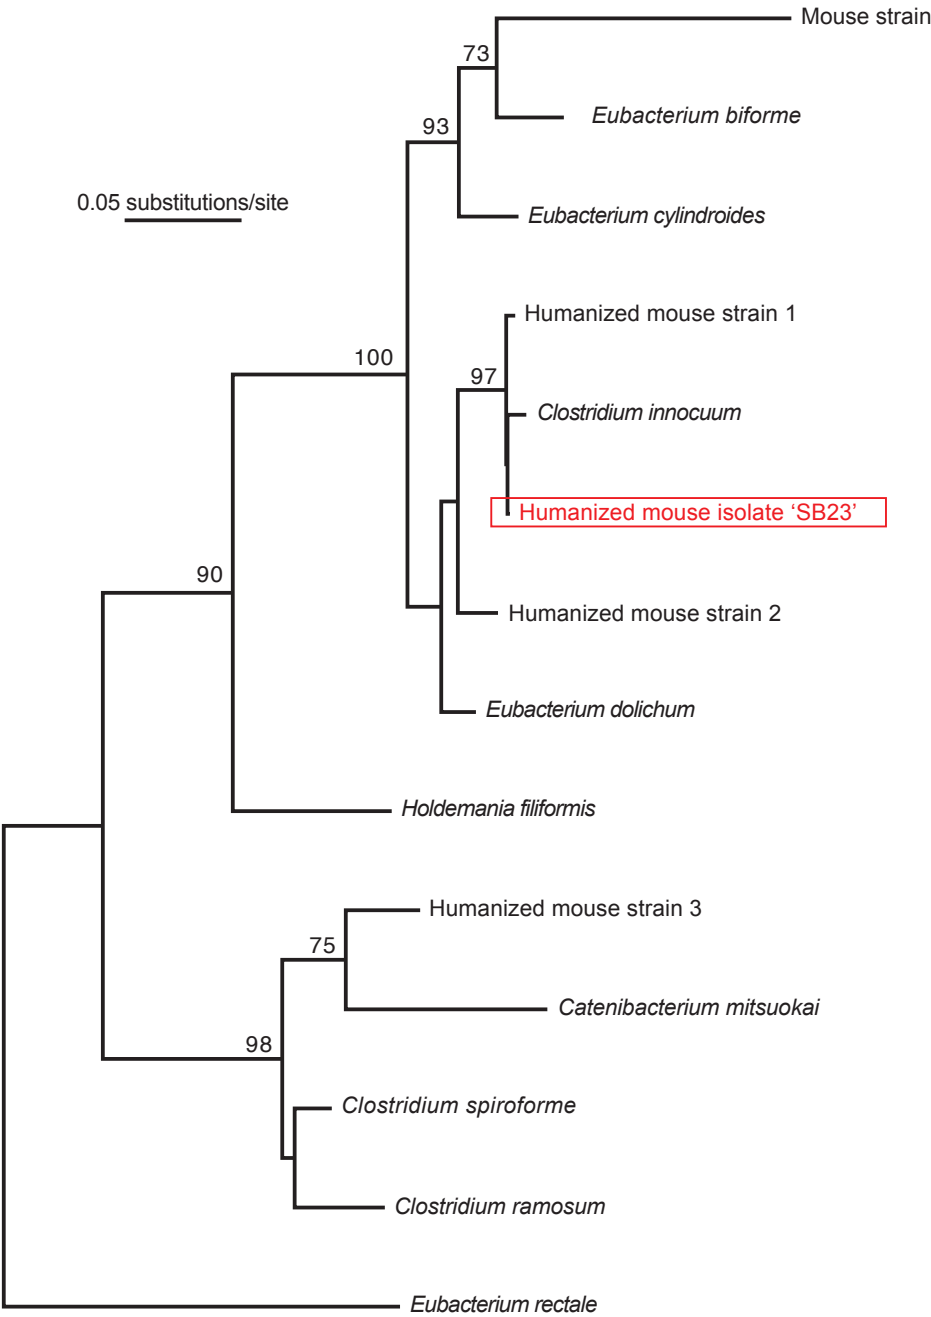 Mouse strain
73
Eubacterium biforme
93
0.05 substitutions/site
Eubacterium cylindroides
Humanized mouse strain 1
100
97
Clostridium innocuum
Humanized mouse isolate ‘SB23’
90
Humanized mouse strain 2
Eubacterium dolichum
Holdemania filiformis
Humanized mouse strain 3
75
Catenibacterium mitsuokai
98
Clostridium spiroforme
Clostridium ramosum
Eubacterium rectale